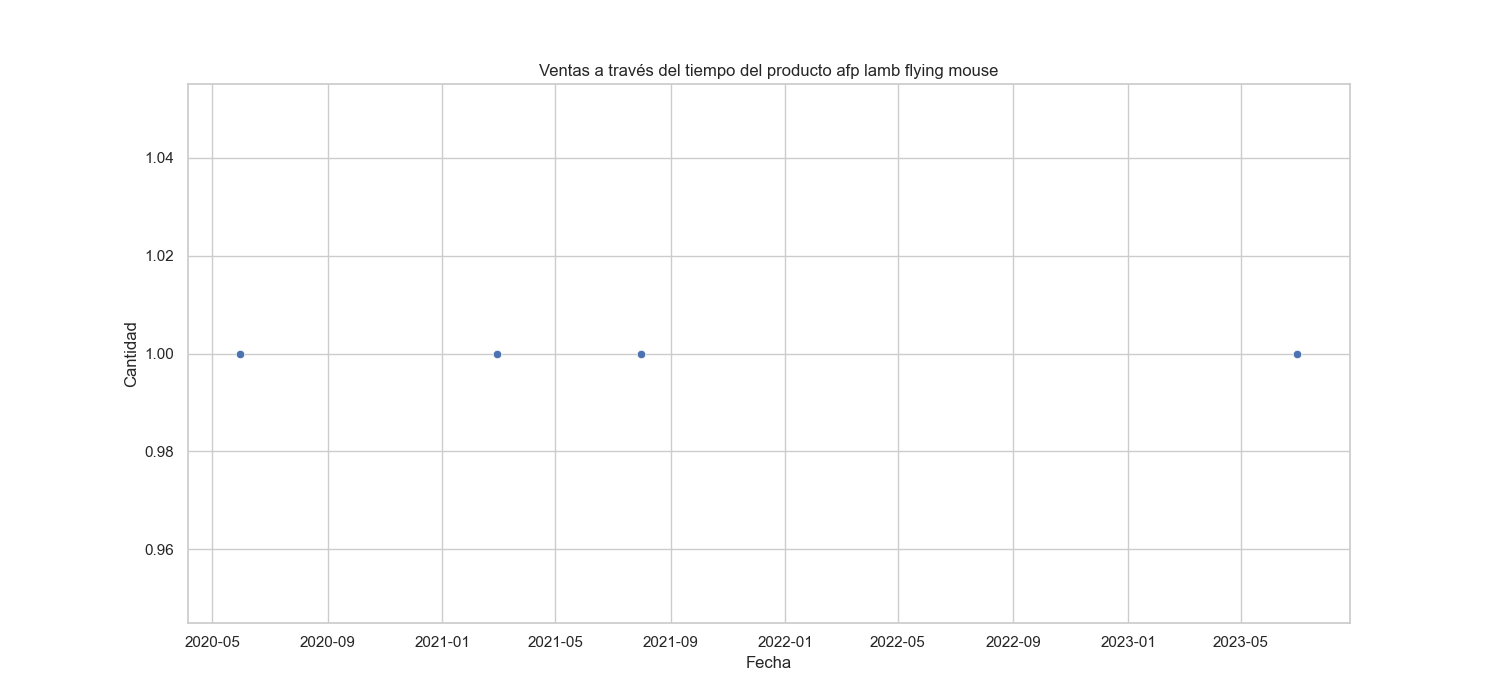 Ventas a través del tiempo del producto afp lamb flying mouse
1.04
1.02
1.00
0.98
0.96
Cantidad
2020-05 2020-09 2021-01 2021-05 2021-09 2022-01 2022-05 2022-09 2023-01 2023-05
Fecha